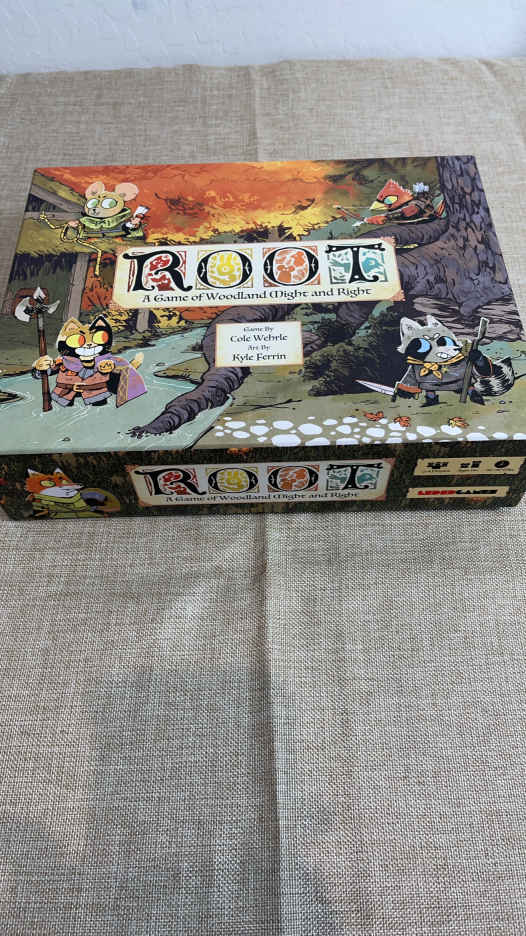 ROOT
A Game of Woodland Might and Right
Game By
Cole Wehrle
Art By
Kyle Ferrin
ROOT
A Game of Woodland Might and Right
LEDER GAMES